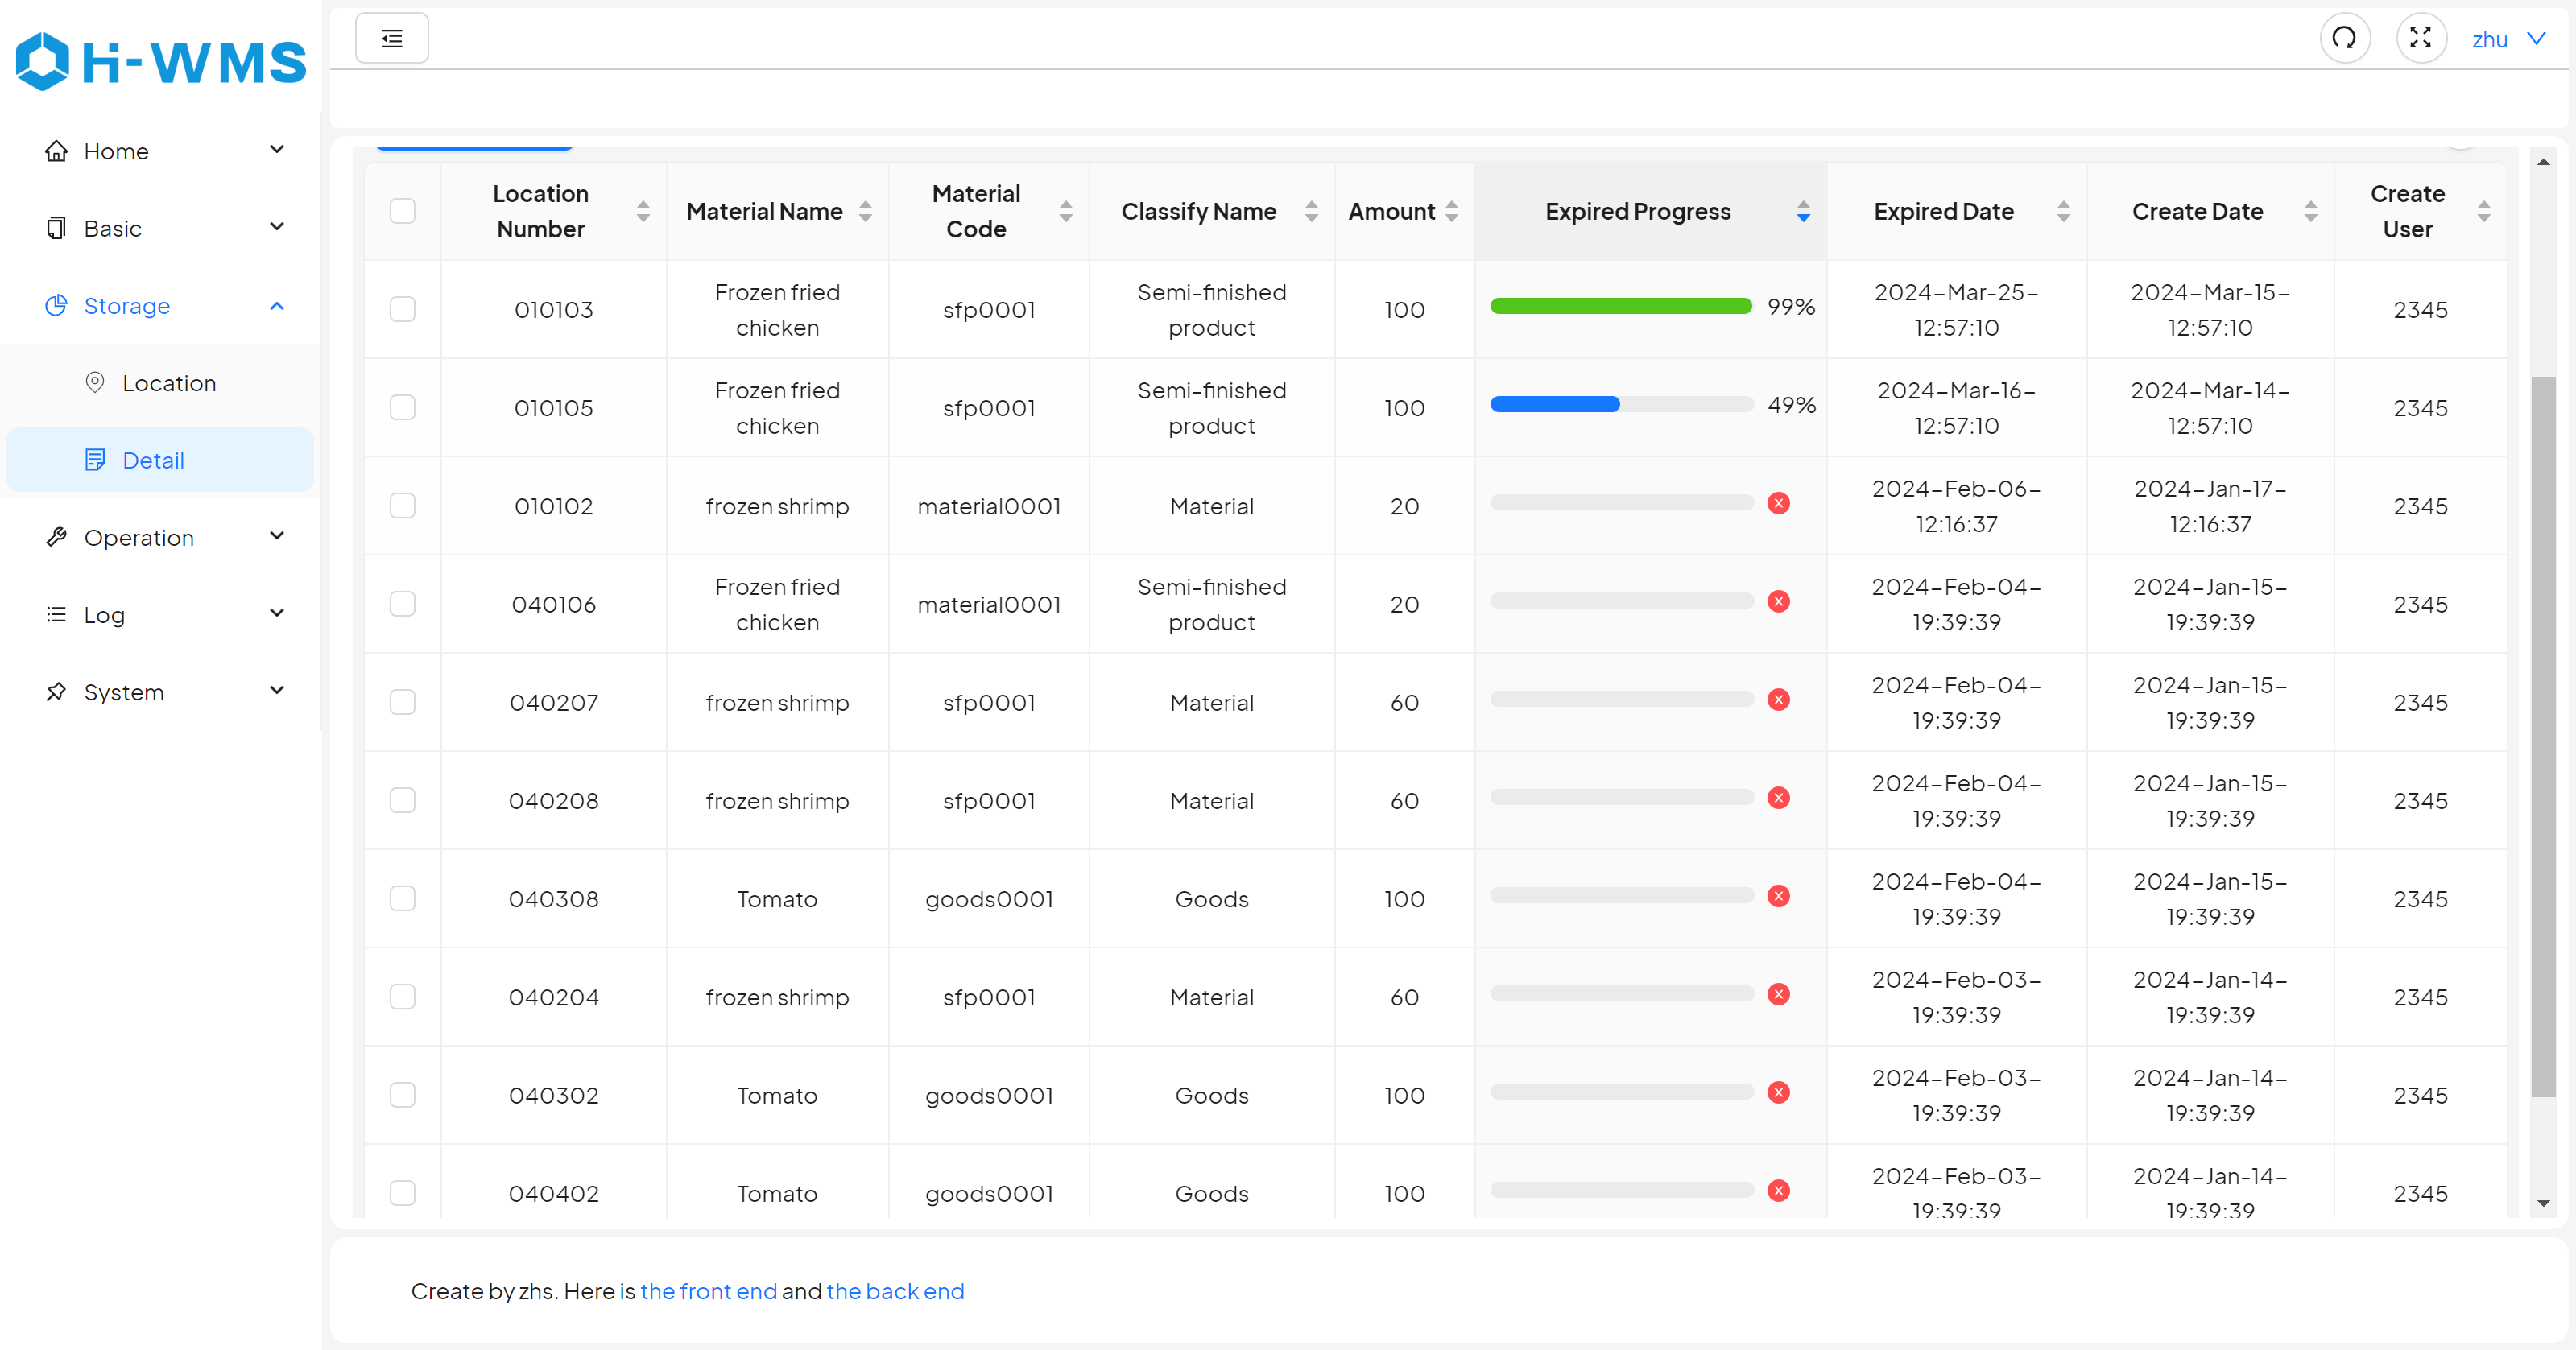 Hi-WMS
zhu
Home
Basic
Storage
Location
Detail
Operation
Log
System
Location Number Material Name Material Code Classify Name Amount Expired Progress Expired Date Create Date Create User
010103 Frozen fried chicken sfp0001 Semi-finished product 100 99% 2024-Mar-25-12:57:10 2024-Mar-15-12:57:10 2345
010105 Frozen fried chicken sfp0001 Semi-finished product 100 49% 2024-Mar-16-12:57:10 2024-Mar-14-12:57:10 2345
010102 frozen shrimp material0001 Material 20 2024-Feb-06-12:16:37 2024-Jan-17-12:16:37 2345
040106 Frozen fried chicken material0001 Semi-finished product 20 2024-Feb-04-19:39:39 2024-Jan-15-19:39:39 2345
040207 frozen shrimp sfp0001 Material 60 2024-Feb-04-19:39:39 2024-Jan-15-19:39:39 2345
040208 frozen shrimp sfp0001 Material 60 2024-Feb-04-19:39:39 2024-Jan-15-19:39:39 2345
040308 Tomato goods0001 Goods 100 2024-Feb-04-19:39:39 2024-Jan-15-19:39:39 2345
040204 frozen shrimp sfp0001 Material 60 2024-Feb-03-19:39:39 2024-Jan-14-19:39:39 2345
040302 Tomato goods0001 Goods 100 2024-Feb-03-19:39:39 2024-Jan-14-19:39:39 2345
040402 Tomato goods0001 Goods 100 2024-Feb-03-19:39:39 2024-Jan-14-19:39:39 2345
Create by zhs. Here is the front end and the back end